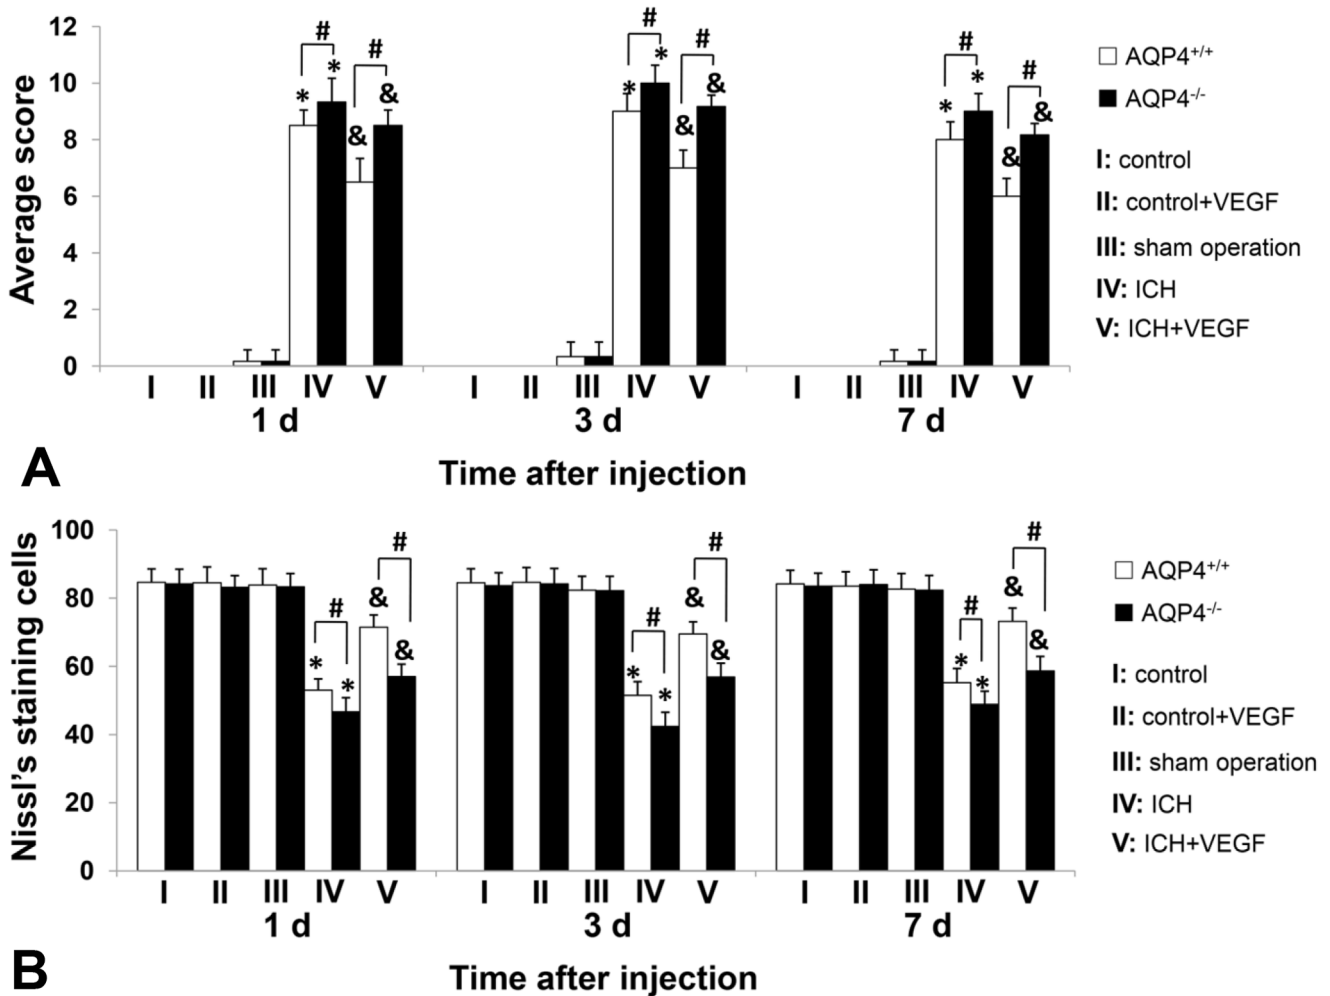 12
10
8
6
4
2
0
Average score
# # # # # #
* * & & * * & & * * & &
I II III IV V I II III IV V I II III IV V
1 d 3 d 7 d
Time after injection
A
AQP4+/+
AQP4-/-
I: control
II: control+VEGF
III: sham operation
IV: ICH
V: ICH+VEGF
100
80
60
40
20
0
Nissl's staining cells
# # # # # #
* * & & * * & & * * & &
I II III IV V I II III IV V I II III IV V
1 d 3 d 7 d
Time after injection
B
AQP4+/+
AQP4-/-
I: control
II: control+VEGF
III: sham operation
IV: ICH
V: ICH+VEGF